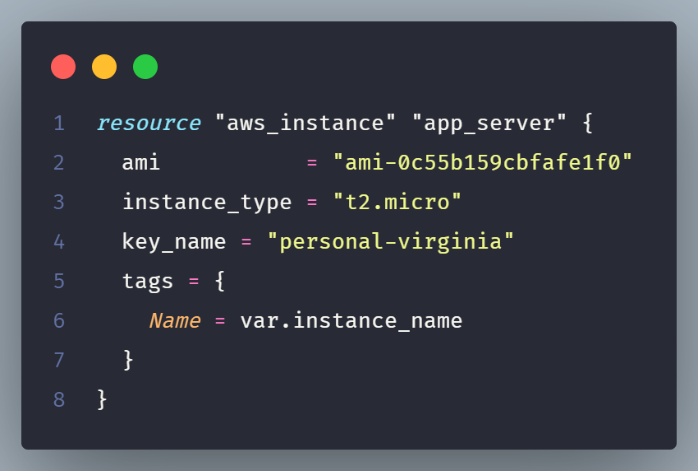 1 resource "aws_instance" "app_server" {
2   ami           = "ami-0c55b159cbfafe1f0"
3   instance_type = "t2.micro"
4   key_name = "personal-virginia"
5   tags = {
6     Name = var.instance_name
7   }
8 }